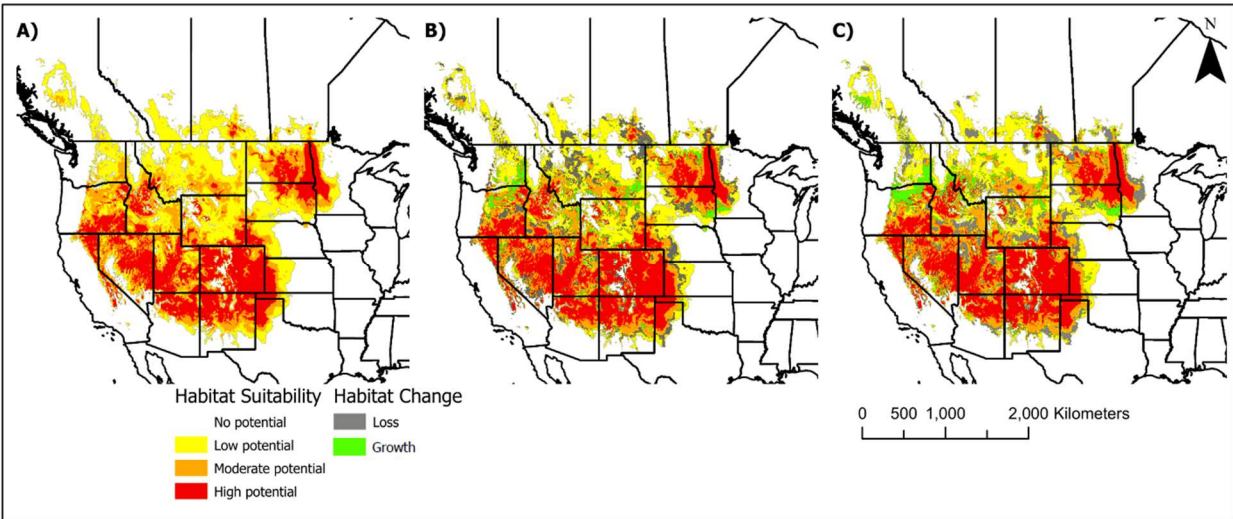 A)
B)
C)
N
Habitat Suitability
No potential
Low potential
Moderate potential
High potential
Habitat Change
Loss
Growth
0 500 1,000 2,000 Kilometers